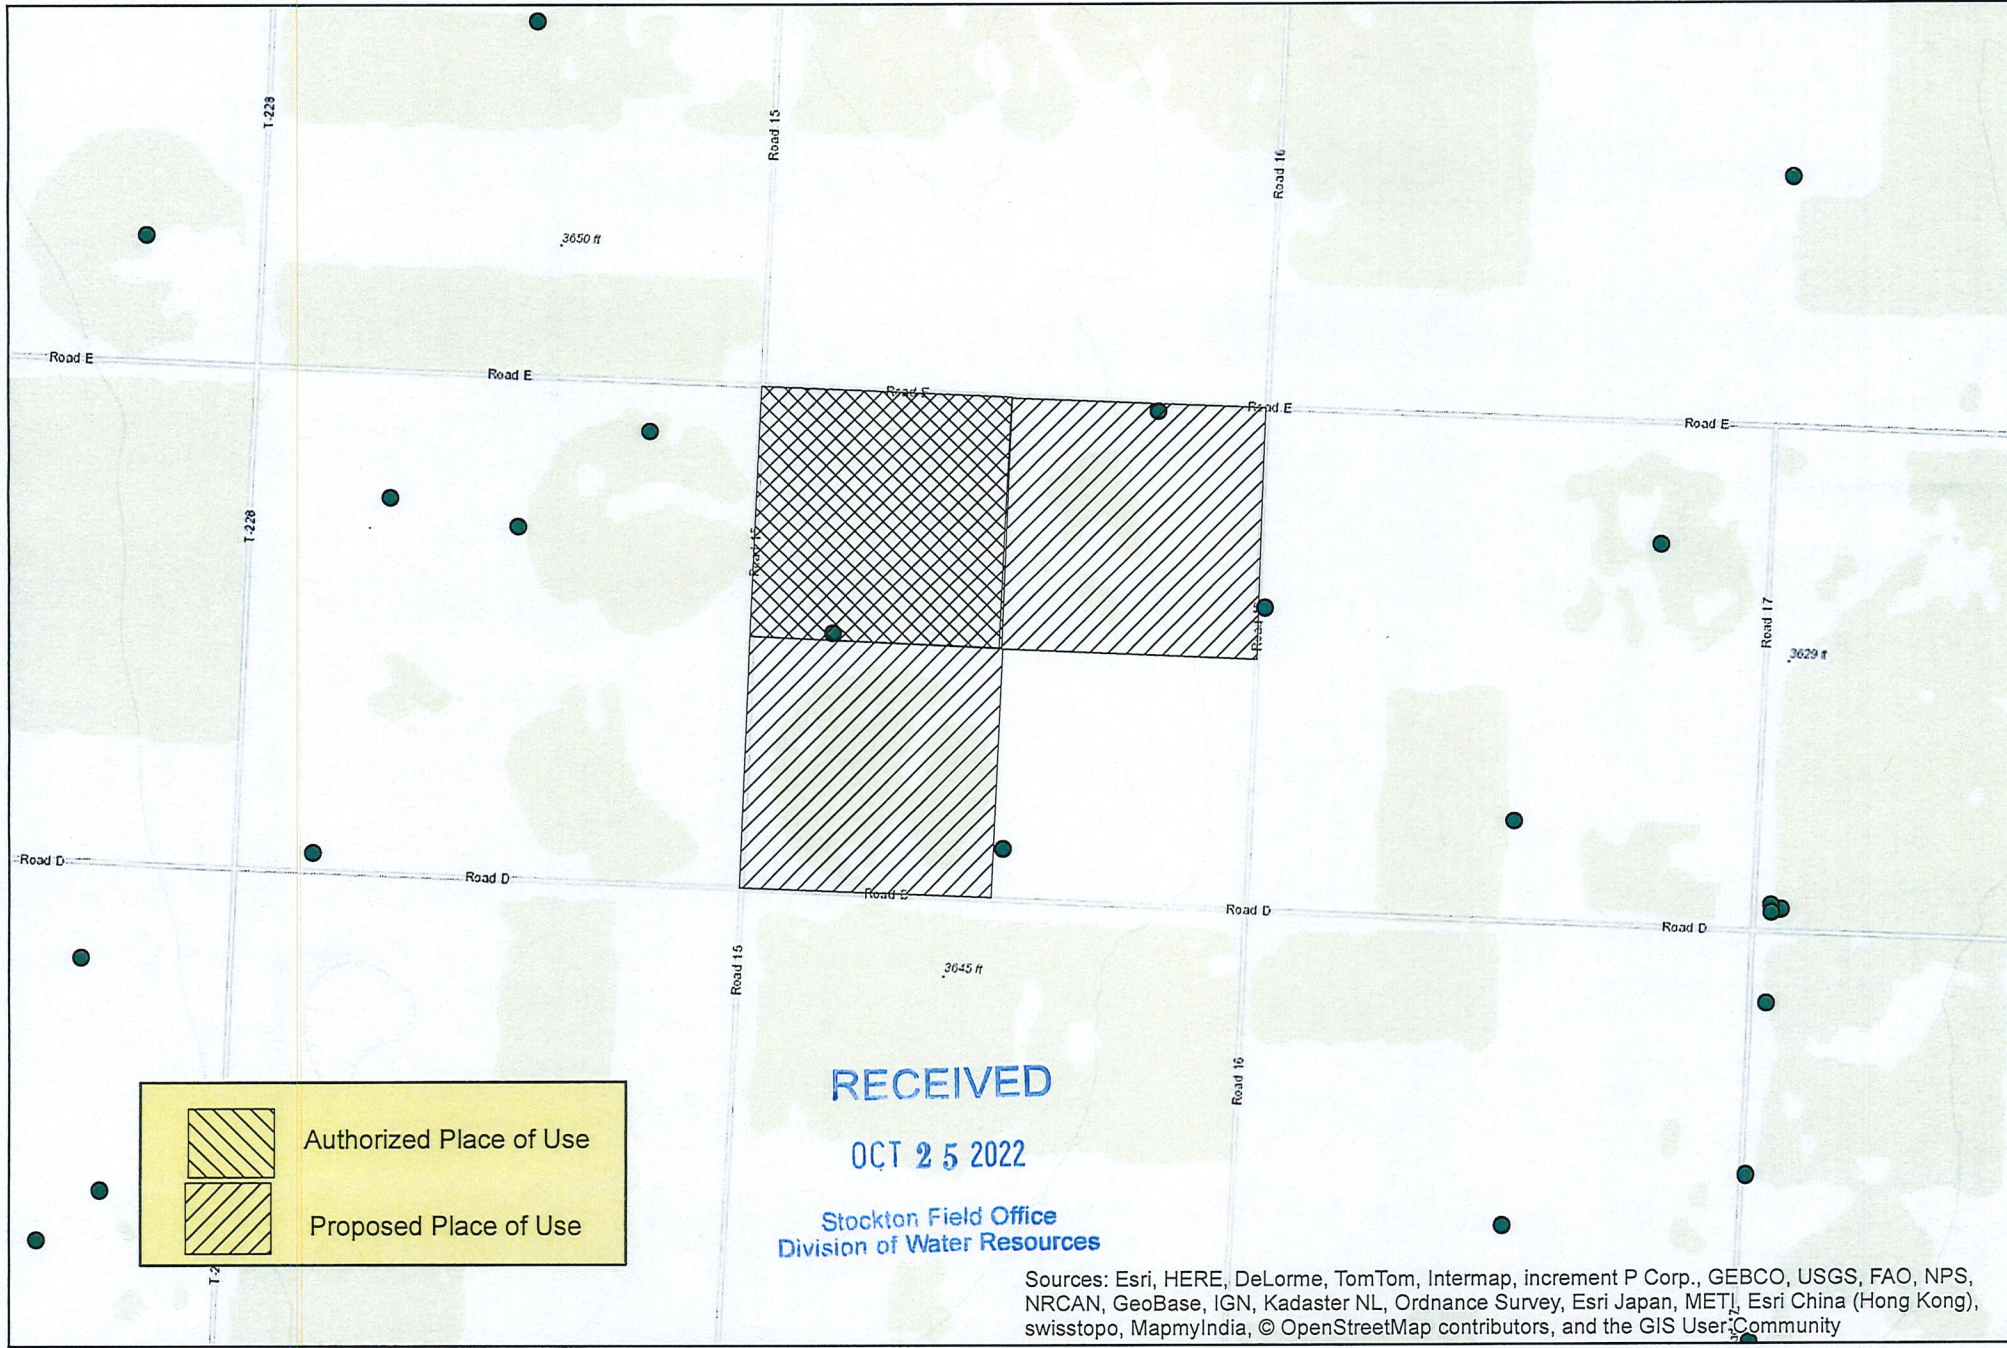 T-228
Road 15
Road 16
3650 ft
Road E
Road E
Road E
Road E
Road E
T-228
Road 17
3629 ft
Road D
Road D
Road D
Road D
Road D
Road 15
3645 ft
Road 16
Authorized Place of Use
Proposed Place of Use
RECEIVED
OCT 25 2022
Stockton Field Office
Division of Water Resources
Sources: Esri, HERE, DeLorme, TomTom, Intermap, increment P Corp., GEBCO, USGS, FAO, NPS,
NRCAN, GeoBase, IGN, Kadaster NL, Ordnance Survey, Esri Japan, METI, Esri China (Hong Kong),
swisstopo, MapmyIndia, © OpenStreetMap contributors, and the GIS User Community